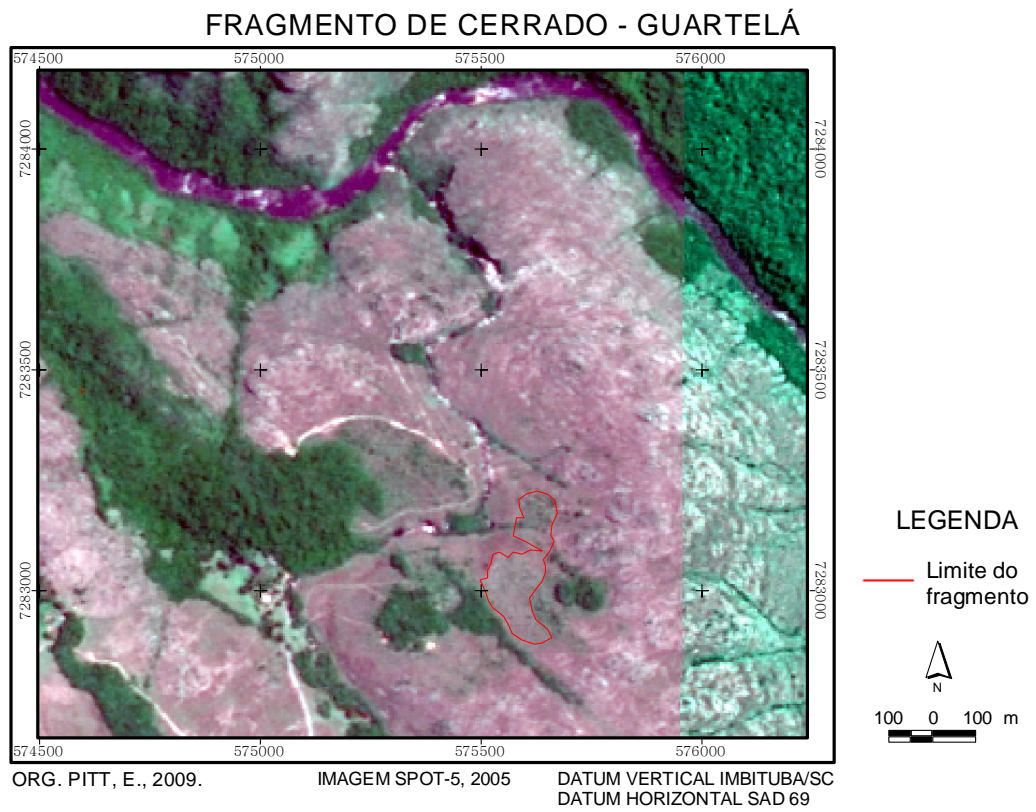 FRAGMENTO DE CERRADO - GUARTELÁ
574500 575000 575500 576000
7284000 7284000
7283500 7283500
LEGENDA
Limite do
fragmento
7283000 7283000
N
100 0 100 m
574500 575000 575500 576000
ORG. PITT, E., 2009. IMAGEM SPOT-5, 2005 DATUM VERTICAL IMBITUBA/SC
DATUM HORIZONTAL SAD 69